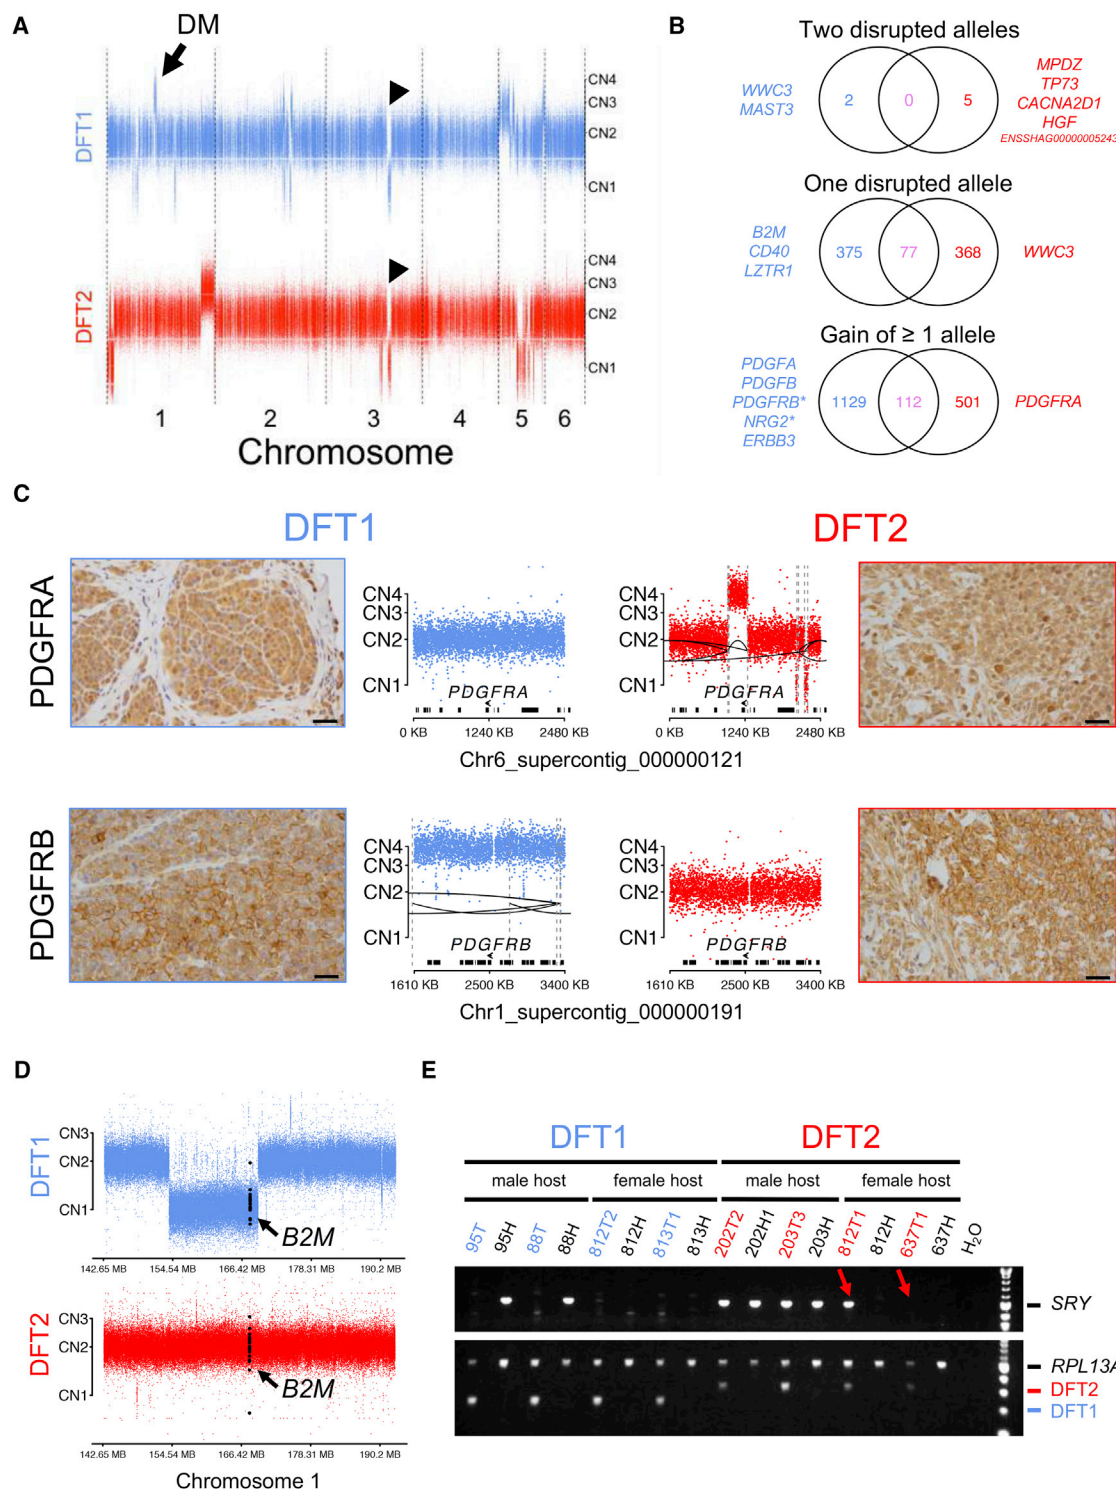 A
DM
DFT1
CN4
CN3
CN2
CN1
DFT2
CN4
CN3
CN2
CN1
1 2 3 4 5 6
Chromosome
B
Two disrupted alleles
WWC3
MAST3
2 0 5
MPDZ
TP73
CACNA2D1
HGF
ENSSHAG00000005243
One disrupted allele
B2M
CD40
LZTR1
375 77 368
WWC3
Gain of ≥ 1 allele
PDGFA
PDGFB
PDGFRB*
NRG2*
ERBB3
1129 112 501
PDGFRA
C
DFT1 DFT2
PDGFRA
CN4
CN3
CN2
CN1
PDGFRA
0 KB 1240 KB 2480 KB
CN4
CN3
CN2
CN1
PDGFRA
0 KB 1240 KB 2480 KB
Chr6_supercontig_000000121
PDGFRB
CN4
CN3
CN2
CN1
PDGFRB
1610 KB 2500 KB 3400 KB
CN4
CN3
CN2
CN1
PDGFRB
1610 KB 2500 KB 3400 KB
Chr1_supercontig_000000191
D
DFT1
CN3
CN2
CN1
B2M
142.65 MB 154.54 MB 166.42 MB 178.31 MB 190.2 MB
DFT2
CN3
CN2
CN1
B2M
142.65 MB 154.54 MB 166.42 MB 178.31 MB 190.2 MB
Chromosome 1
E
DFT1 DFT2
male host female host male host female host
95T 95H 88T 88H 812T2 812H 813T1 813H 202T2 202H1 203T3 203H 812T1 812H 637T1 637H H2O
SRY
RPL13A
DFT2
DFT1